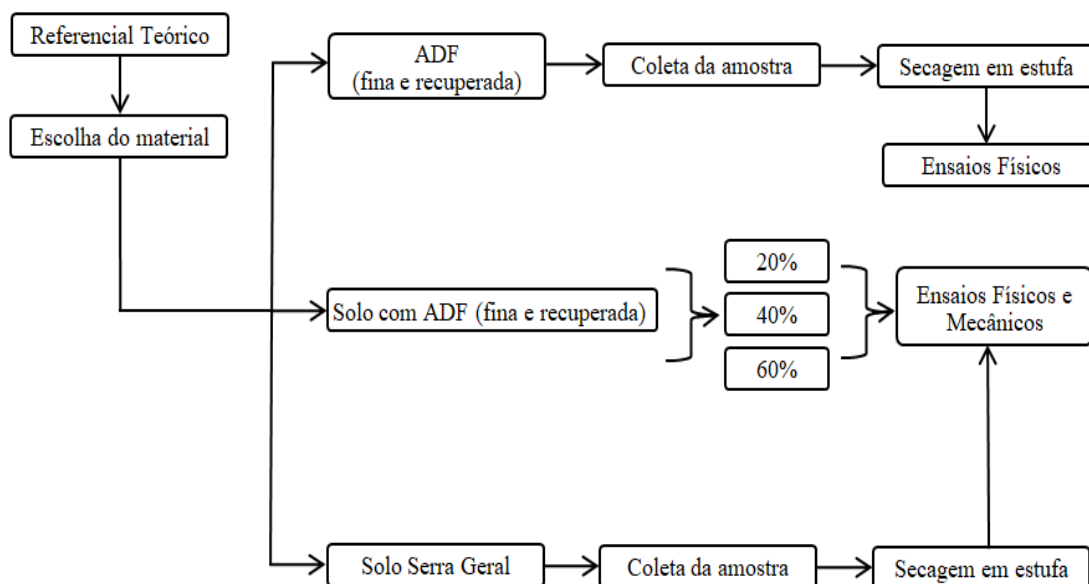 Referencial Teórico
Escolha do material
ADF
(fina e recuperada)
Coleta da amostra
Secagem em estufa
Ensaios Físicos
Solo com ADF (fina e recuperada)
20%
40%
60%
Ensaios Físicos e
Mecânicos
Solo Serra Geral
Coleta da amostra
Secagem em estufa